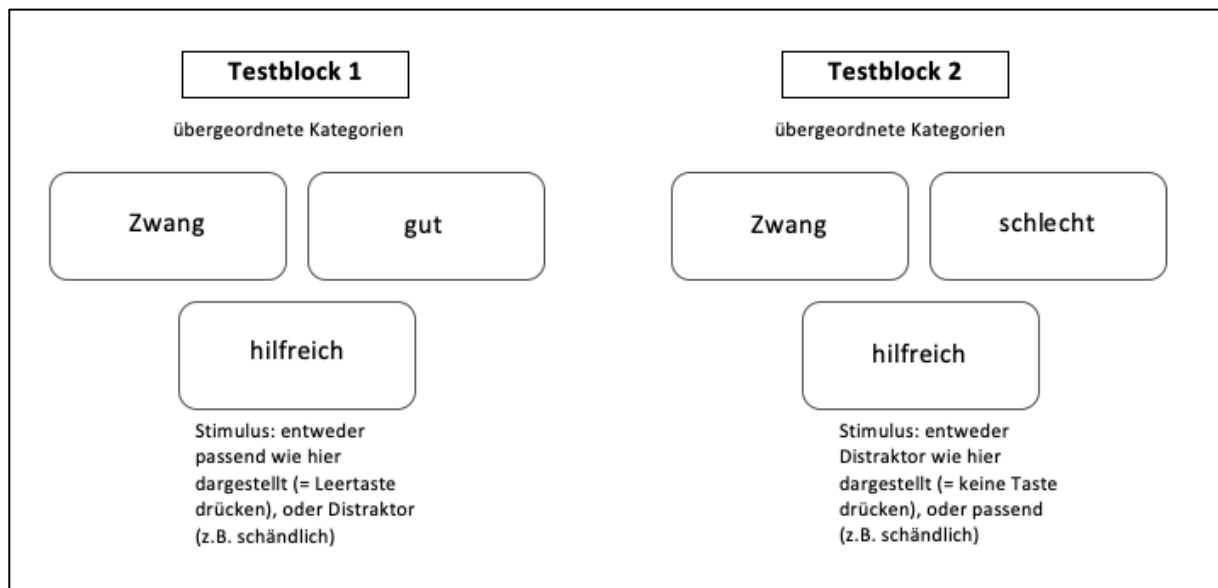 Testblock 1
übergeordnete Kategorien
Zwang
gut
hilfreich
Stimulus: entweder
passend wie hier
dargestellt (= Leertaste
drücken), oder Distraktor
(z.B. schändlich)
Testblock 2
übergeordnete Kategorien
Zwang
schlecht
hilfreich
Stimulus: entweder
Distraktor wie hier
dargestellt (= keine Taste
drücken), oder passend
(z.B. schändlich)